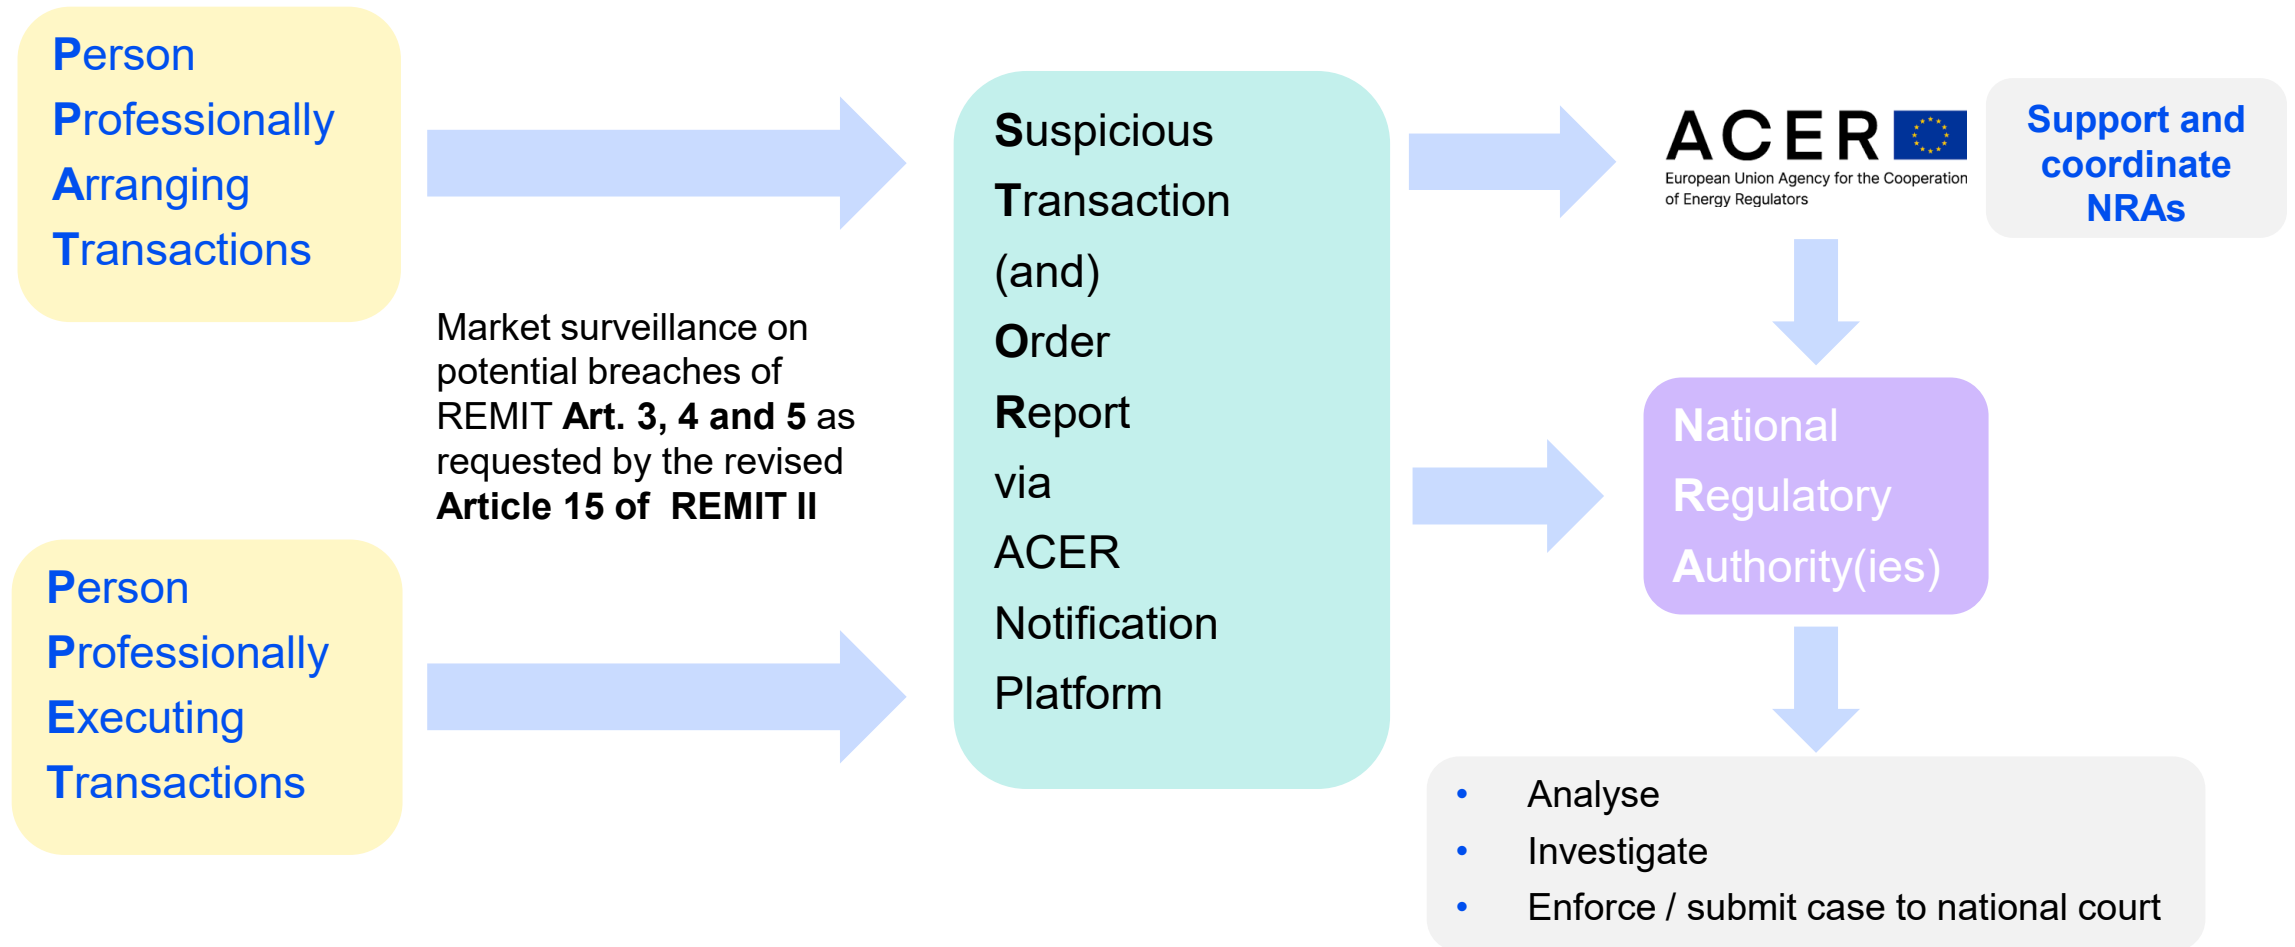 Person
Professionally
Arranging
Transactions
Market surveillance on
potential breaches of
REMIT Art. 3, 4 and 5 as
requested by the revised
Article 15 of  REMIT II
Person
Professionally
Executing
Transactions
Suspicious
Transaction
(and)
Order
Report
via
ACER
Notification
Platform
ACER
European Union Agency for the Cooperation
of Energy Regulators
Support and
coordinate
NRAs
National
Regulatory
Authority(ies)
• Analyse
• Investigate
• Enforce / submit case to national court